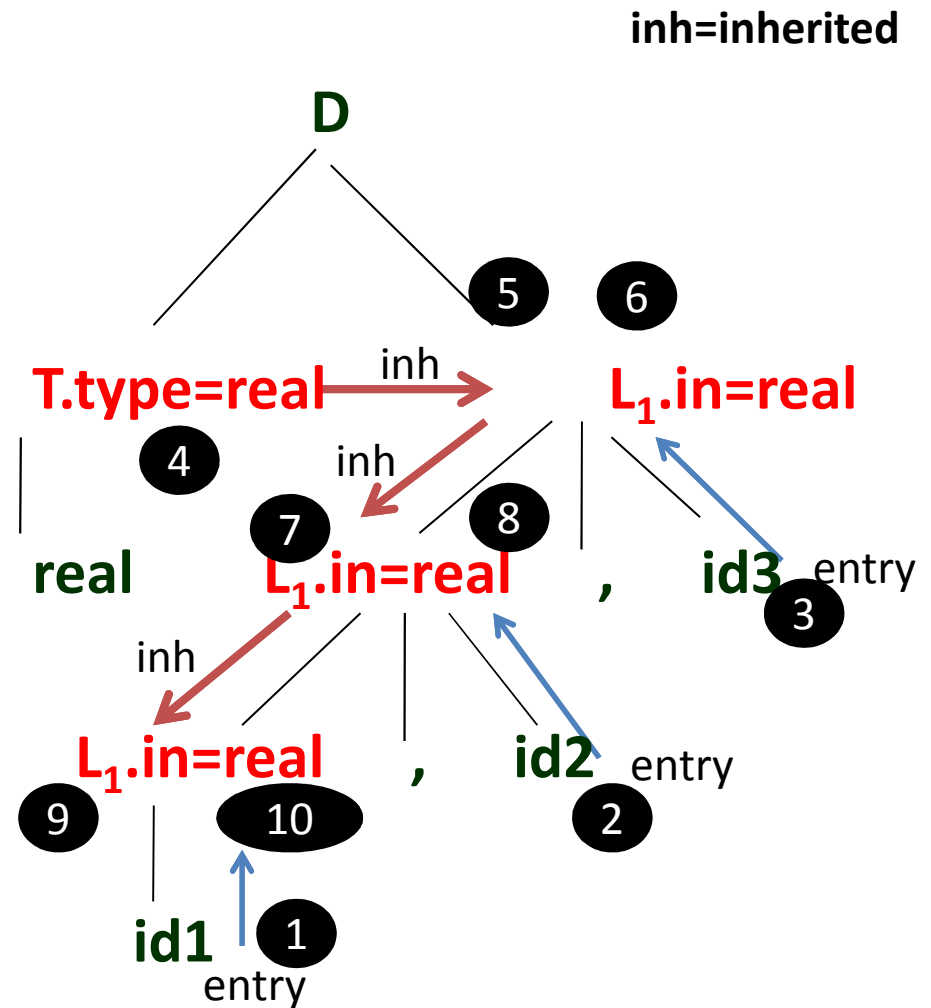 inh=inherited
D
5 6
T.type=real inh L1.in=real
4
inh
7 8
real L1.in=real , id3 entry
3
inh
L1.in=real , id2 entry
9 10 2
id1 1
entry